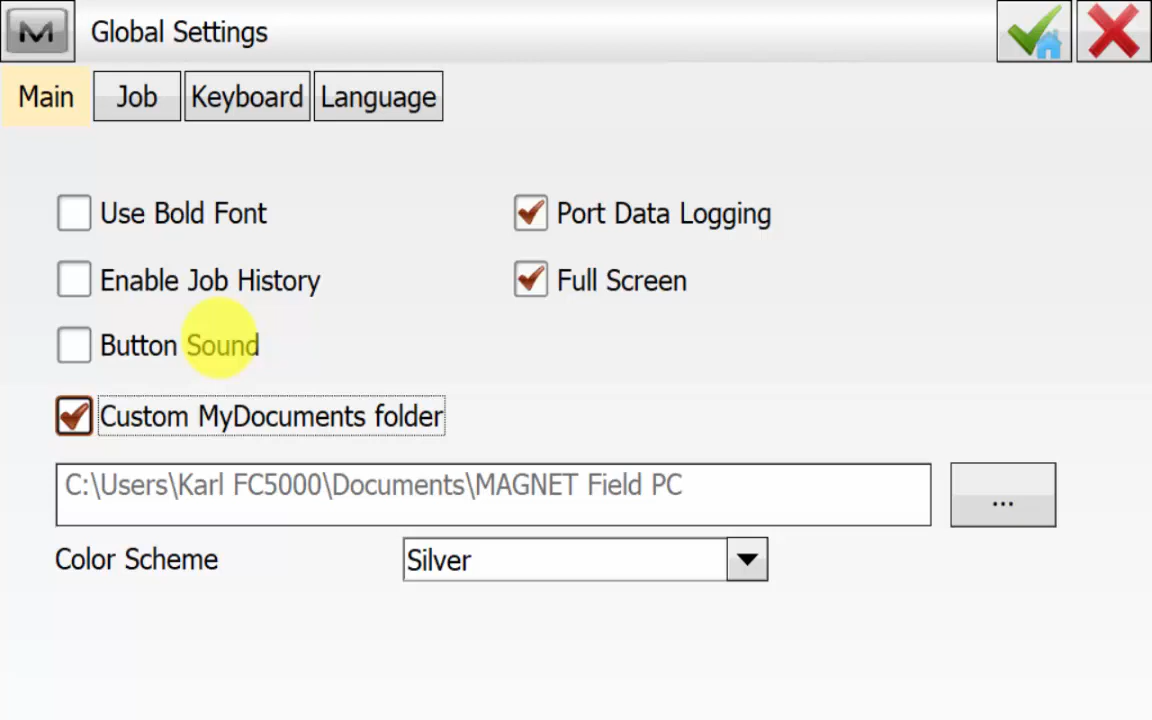 Global Settings
Main Job Keyboard Language
Use Bold Font Port Data Logging
Enable Job History Full Screen
Button Sound
Custom MyDocuments folder
C:\Users\Karl FC5000\Documents\MAGNET Field PC ...
Color Scheme Silver